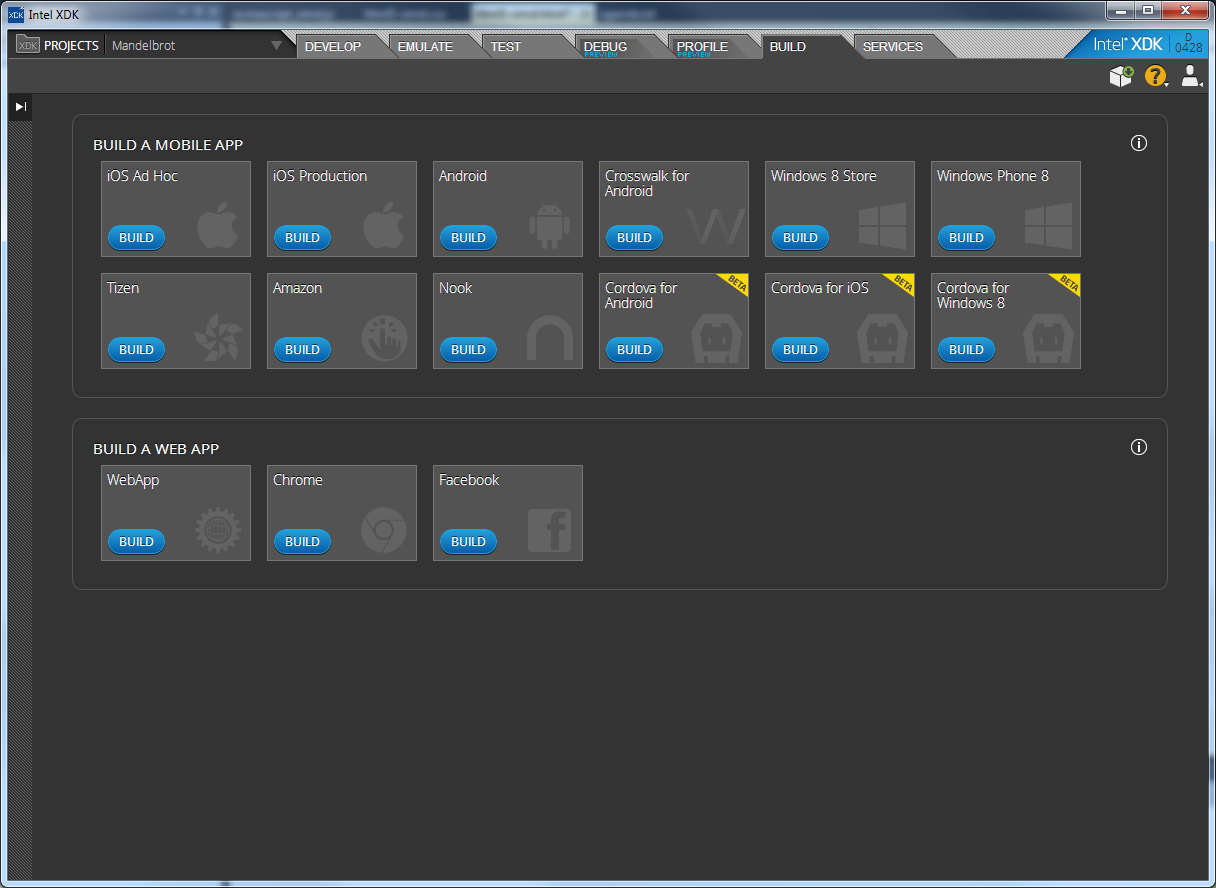 XDK Intel XDK
XDK PROJECTS Mandelbrot DEVELOP EMULATE TEST DEBUG PROFILE BUILD SERVICES Intel® XDK D
PREVIEW PREVIEW 0428
?
BUILD A MOBILE APP i
iOS Ad Hoc iOS Production Android Crosswalk for Windows 8 Store Windows Phone 8
Android
BUILD BUILD BUILD BUILD BUILD BUILD
BETA BETA BETA
Tizen Amazon Nook Cordova for Cordova for iOS Cordova for
Android Windows 8
BUILD BUILD BUILD BUILD BUILD BUILD
BUILD A WEB APP i
WebApp Chrome Facebook
f
BUILD BUILD BUILD